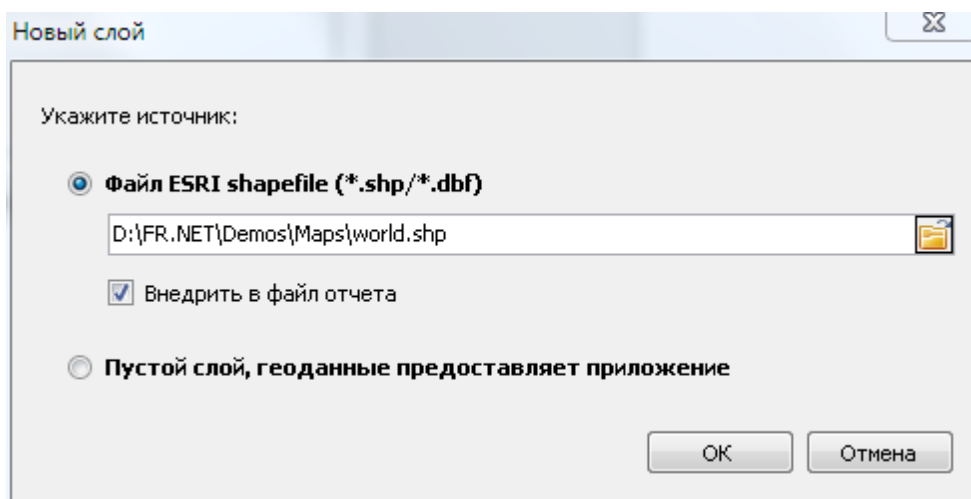 Новый слой
Укажите источник:
Файл ESRI shapefile (*.shp/*.dbf)
D:\FR.NET\Demos\Maps\world.shp
Внедрить в файл отчета
Пустой слой, геоданные предоставляет приложение
ОК Отмена